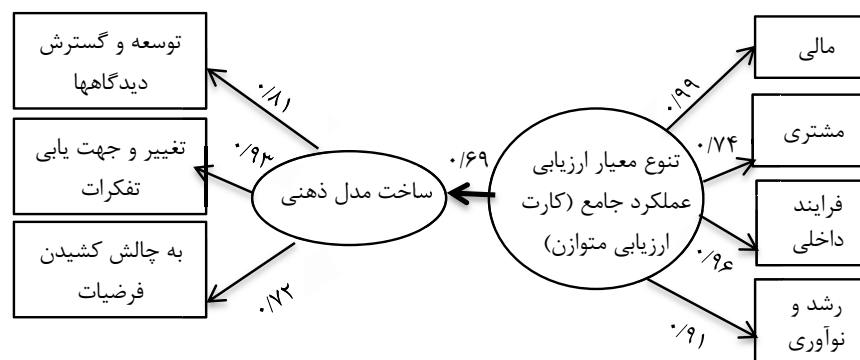 مالی
مشتری
فرایند
داخلی
رشد و
نوآوری
۰/۹۹
۰/۷۴
۰/۹۶
۰/۹۱
تنوع معیار ارزیابی
عملکرد جامع (کارت
ارزیابی متوازن)
۰/۶۹
ساخت مدل ذهنی
۰/۸۱
۰/۹۳
۰/۷۲
توسعه و گسترش
دیدگاهها
تغییر و جهت یابی
تفکرات
به چالش کشیدن
فرضیات